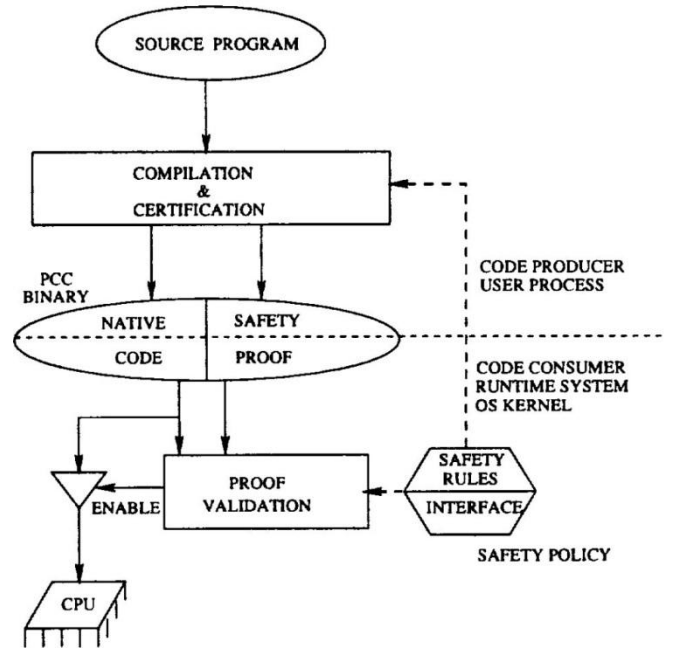 SOURCE PROGRAM
COMPILATION
&
CERTIFICATION
PCC
BINARY
NATIVE
SAFETY
CODE
PROOF
CODE PRODUCER
USER PROCESS
CODE CONSUMER
RUNTIME SYSTEM
OS KERNEL
ENABLE
PROOF
VALIDATION
SAFETY
RULES
INTERFACE
SAFETY POLICY
CPU